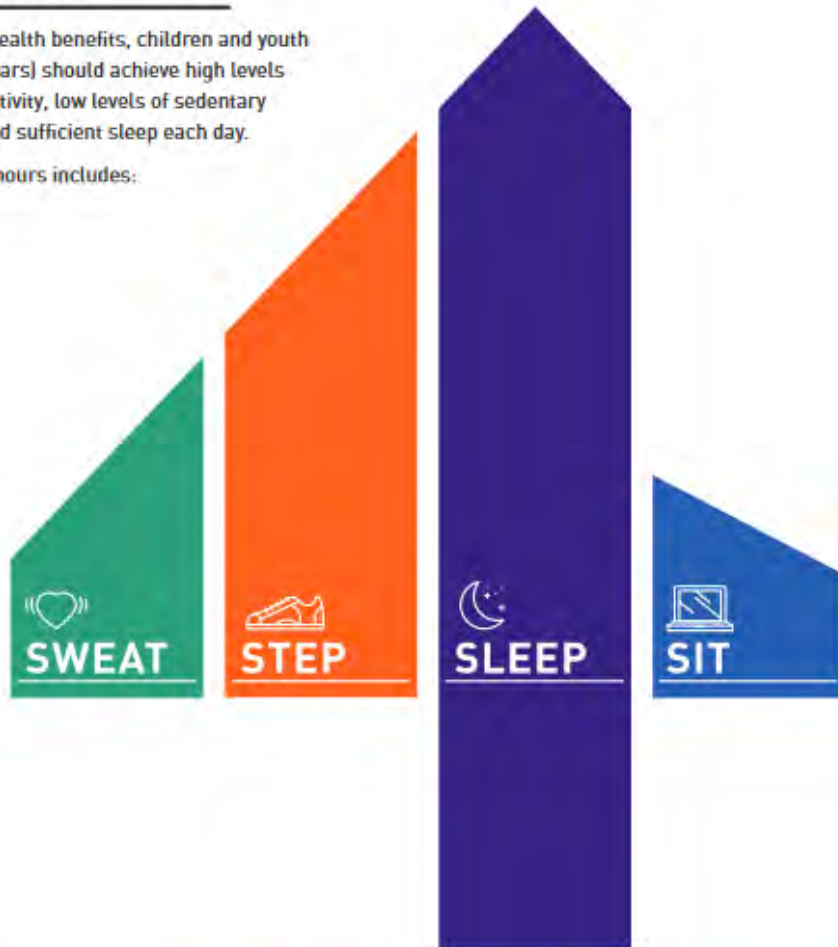 ealth benefits, children and youth
ars) should achieve high levels
tivity, low levels of sedentary
d sufficient sleep each day.
hours includes:
SWEAT
STEP
SLEEP
SIT